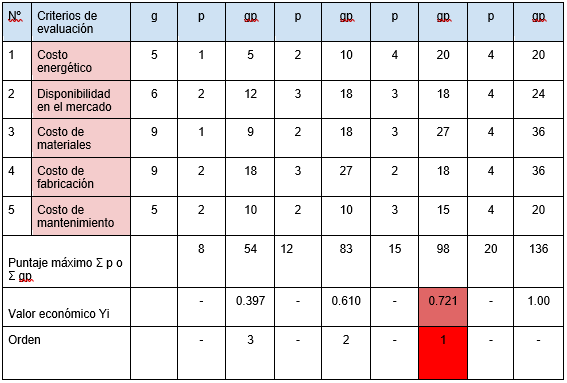 Nº Criterios de evaluación g p gp p gp p gp p gp
1 Costo energético 5 1 5 2 10 4 20 4 20
2 Disponibilidad en el mercado 6 2 12 3 18 3 18 4 24
3 Costo de materiales 9 1 9 2 18 3 27 4 36
4 Costo de fabricación 9 2 18 3 27 2 18 4 36
5 Costo de mantenimiento 5 2 10 2 10 3 15 4 20
Puntaje máximo Σ p o Σ gp 8 54 12 83 15 98 20 136
Valor económico Yi - 0.397 - 0.610 - 0.721 - 1.00
Orden - 3 - 2 - 1 - -